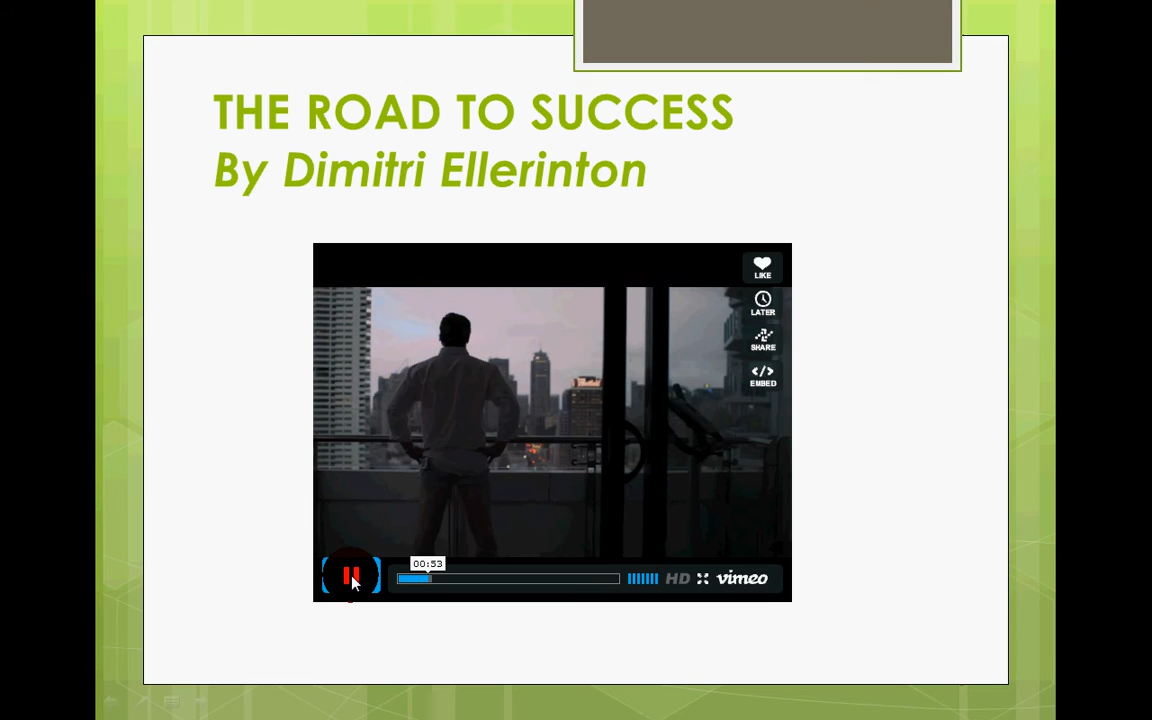 THE ROAD TO SUCCESS
By Dimitri Ellerinton
LIKE
LATER
SHARE
EMBED
00:53
HD vimeo